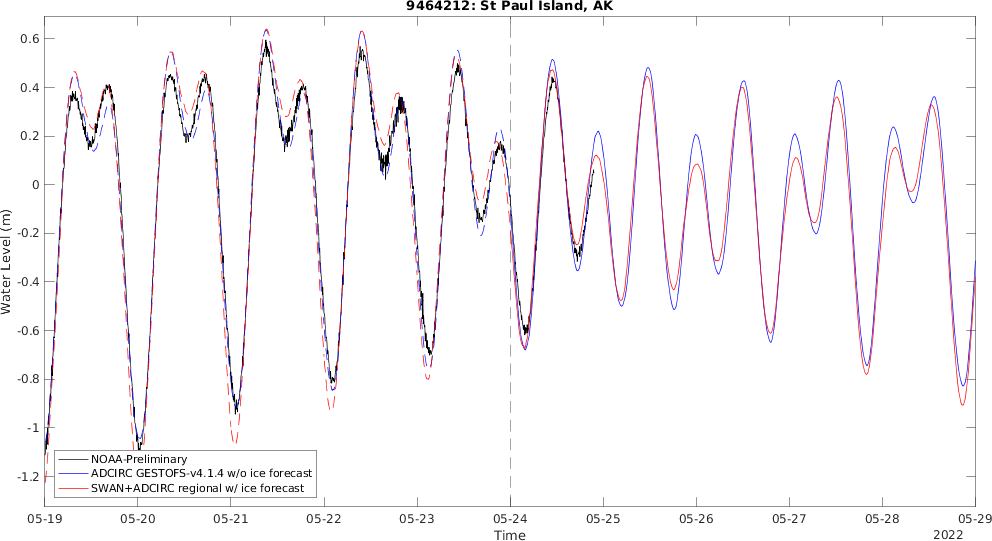 9464212: St Paul Island, AK
0.6
0.4
0.2
0
-0.2
-0.4
-0.6
-0.8
-1
-1.2
Water Level (m)
NOAA-Preliminary
ADCIRC GESTOFS-v4.1.4 w/o ice forecast
SWAN+ADCIRC regional w/ ice forecast
05-19 05-20 05-21 05-22 05-23 05-24 05-25 05-26 05-27 05-28 05-29
Time
2022